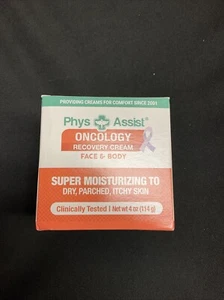 PROVIDING CREAMS FOR COMFORT SINCE 2001
Phys Assist®
ONCOLOGY
RECOVERY CREAM
FACE & BODY
SUPER MOISTURIZING TO
DRY, PARCHED, ITCHY SKIN
Clinically Tested | Net wt 4 oz (114 g)